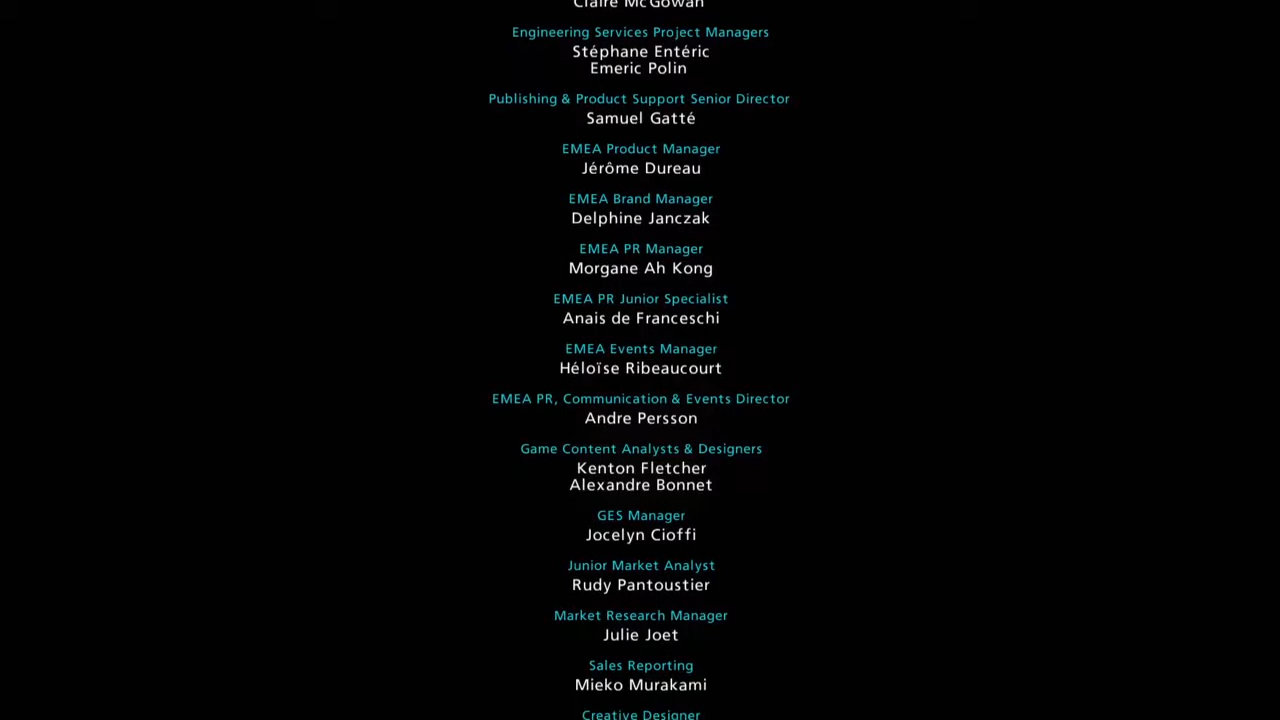 Claire McGowan
Engineering Services Project Managers
Stéphane Entéric
Emeric Polin
Publishing & Product Support Senior Director
Samuel Gatté
EMEA Product Manager
Jérôme Dureau
EMEA Brand Manager
Delphine Janczak
EMEA PR Manager
Morgane Ah Kong
EMEA PR Junior Specialist
Anais de Franceschi
EMEA Events Manager
Héloïse Ribeaucourt
EMEA PR, Communication & Events Director
Andre Persson
Game Content Analysts & Designers
Kenton Fletcher
Alexandre Bonnet
GES Manager
Jocelyn Cioffi
Junior Market Analyst
Rudy Pantoustier
Market Research Manager
Julie Joet
Sales Reporting
Mieko Murakami
Creative Designer